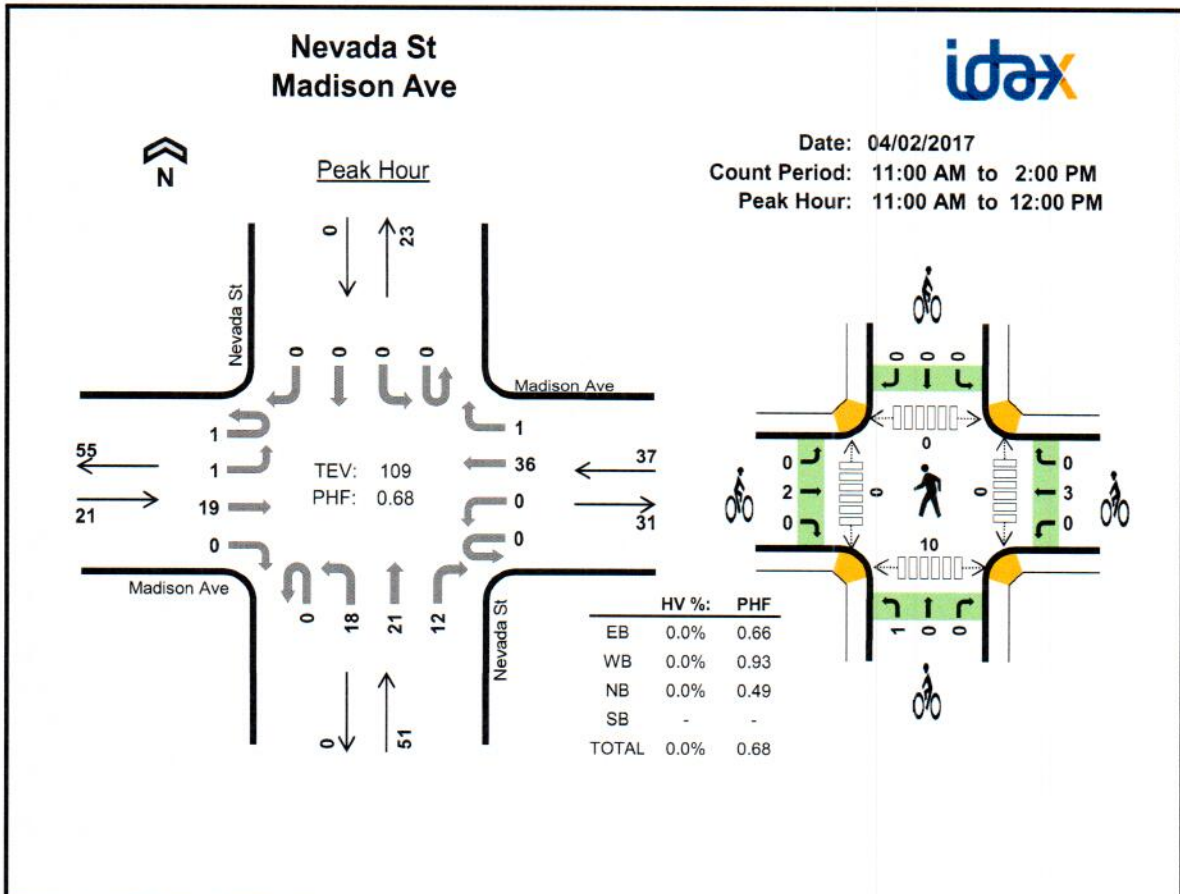 Nevada St
Madison Ave
idax
N
Peak Hour
Date: 04/02/2017
Count Period: 11:00 AM to 2:00 PM
Peak Hour: 11:00 AM to 12:00 PM
0
23
Nevada St
0 0 0 0
Madison Ave
1
1
19
0
55
21
TEV: 109
PHF: 0.68
1
36
0
0
37
31
Madison Ave
0 18 21 12
Nevada St
0
51
HV %: PHF
EB 0.0% 0.66
WB 0.0% 0.93
NB 0.0% 0.49
SB - -
TOTAL 0.0% 0.68
0 0 0
0
0
2
0
0
0
0
3
0
10
1 0 0